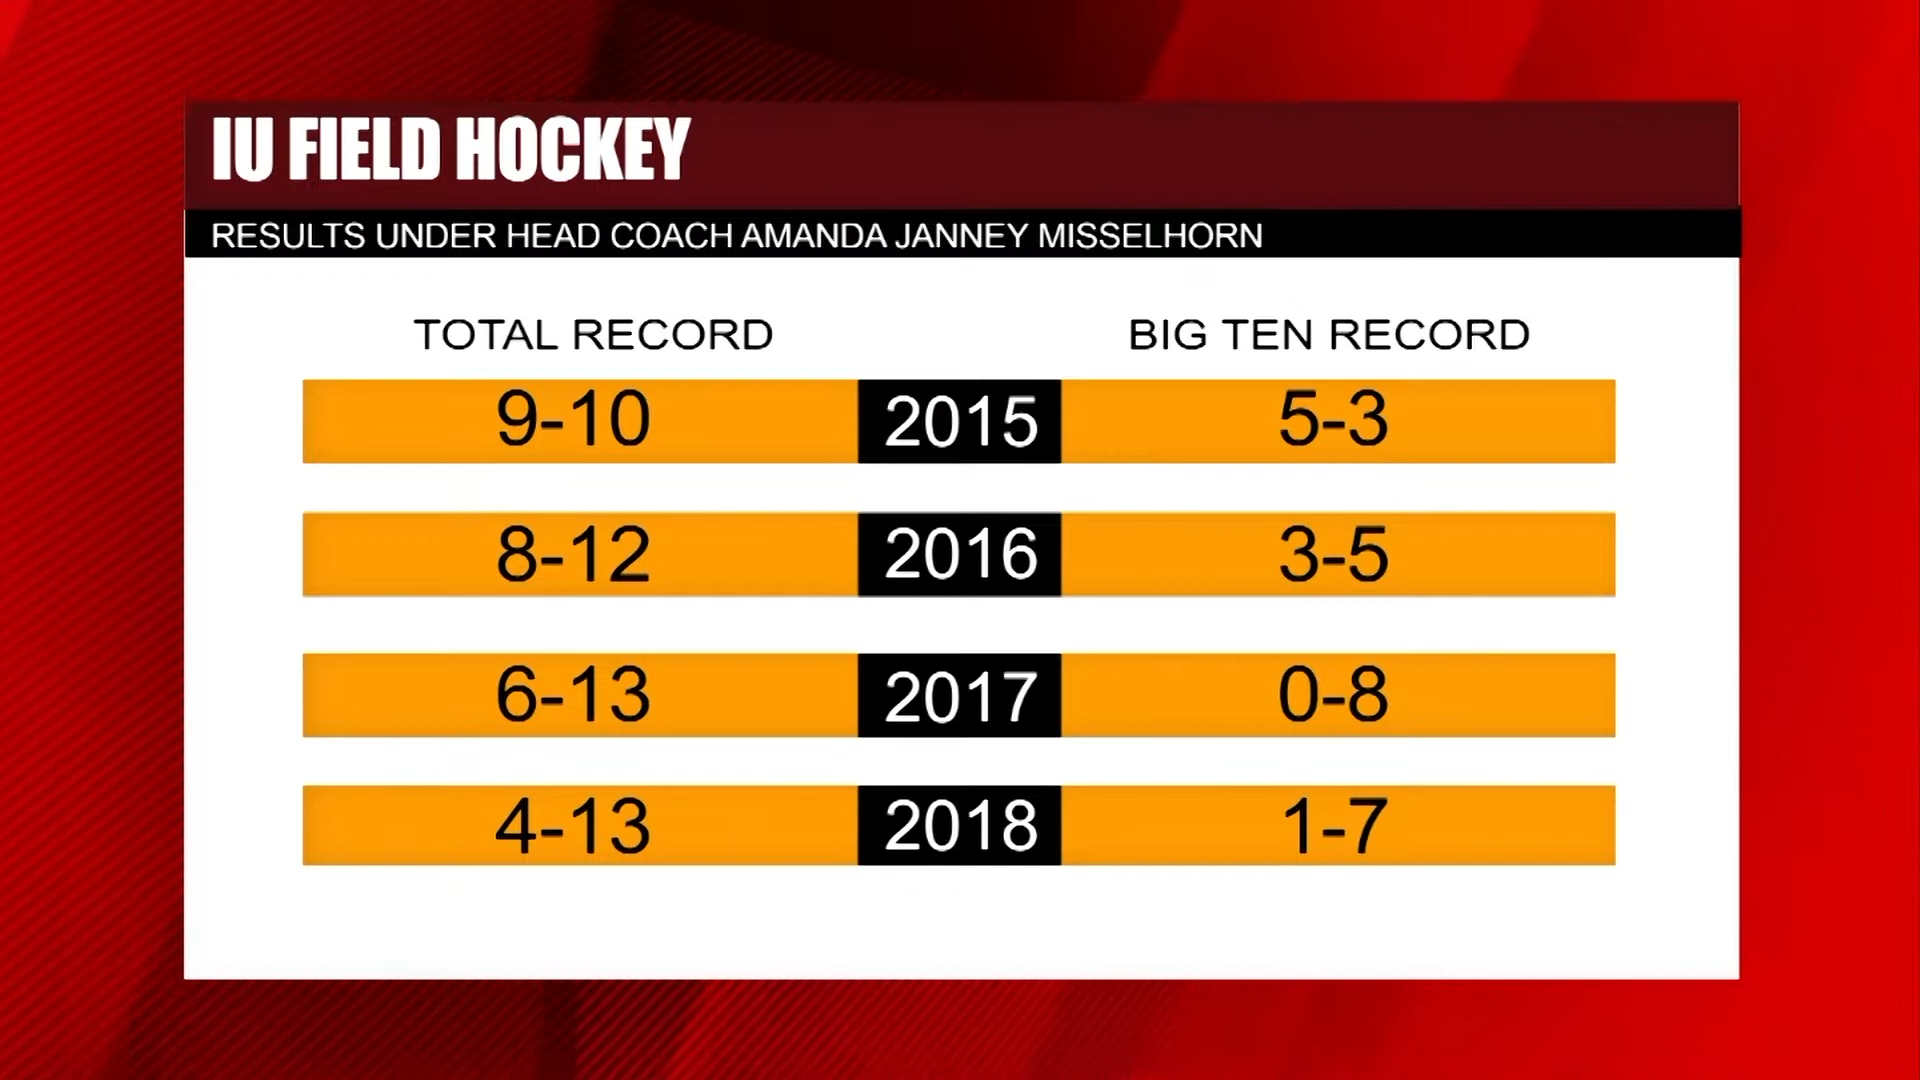 IU FIELD HOCKEY
RESULTS UNDER HEAD COACH AMANDA JANNEY MISSELHORN
TOTAL RECORD BIG TEN RECORD
9-10 2015 5-3
8-12 2016 3-5
6-13 2017 0-8
4-13 2018 1-7